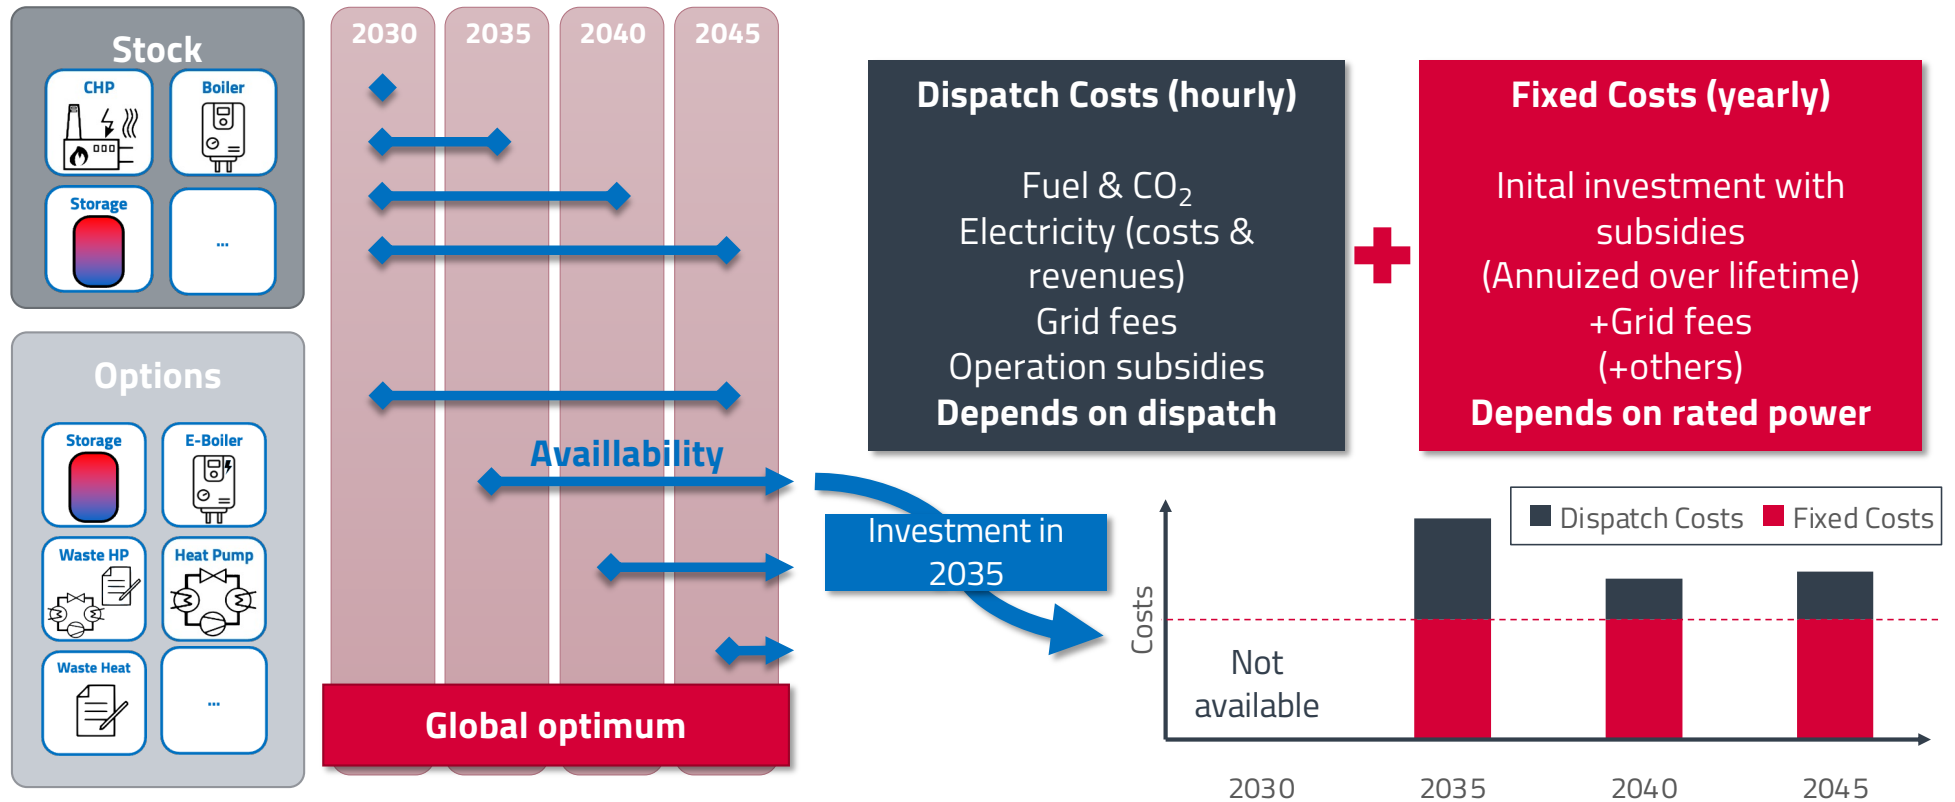 Stock
CHP
Boiler
Storage
...
Options
Storage
E-Boiler
Waste HP
Heat Pump
Waste Heat
...
2030
2035
2040
2045
Availlability
Global optimum
Dispatch Costs (hourly)
Fuel & CO₂
Electricity (costs &
revenues)
Grid fees
Operation subsidies
Depends on dispatch
Fixed Costs (yearly)
Inital investment with
subsidies
(Annuized over lifetime)
+Grid fees
(+others)
Depends on rated power
Investment in
2035
Dispatch Costs
Fixed Costs
Costs
Not
available
2030
2035
2040
2045